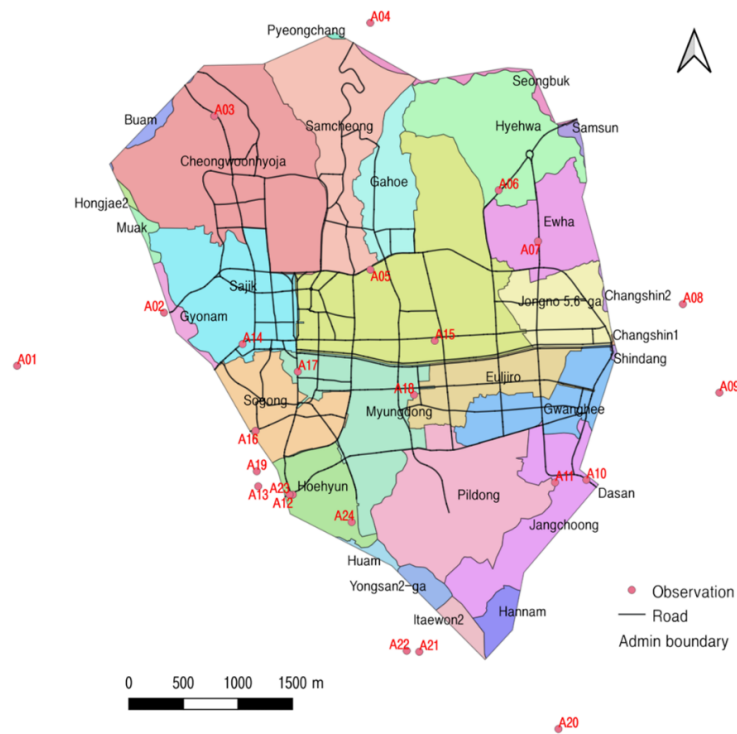 A04
Pyeongchang
Seongbuk
A03
Buam
Samcheong
Hyehwa
Samsun
Cheongwoonhyoja
Gahoe
A06
Hongjae2
Muak
Ewha
A07
A05
Sajik
A02
Gyonam
Jongno 5.6-ga
Changshin2
A08
A14
A15
Changshin1
Shindang
A01
A17
Euljiro
A18
A09
Sogong
Myungdong
Gwanghee
A16
A19
A13
A23
A12
Hoehyun
Pildong
A11
A10
Dasan
A24
Jangchoong
Huam
Yongsan2-ga
Itaewon2
Hannam
Observation
Road
Admin boundary
A22
A21
0 500 1000 1500 m
A20